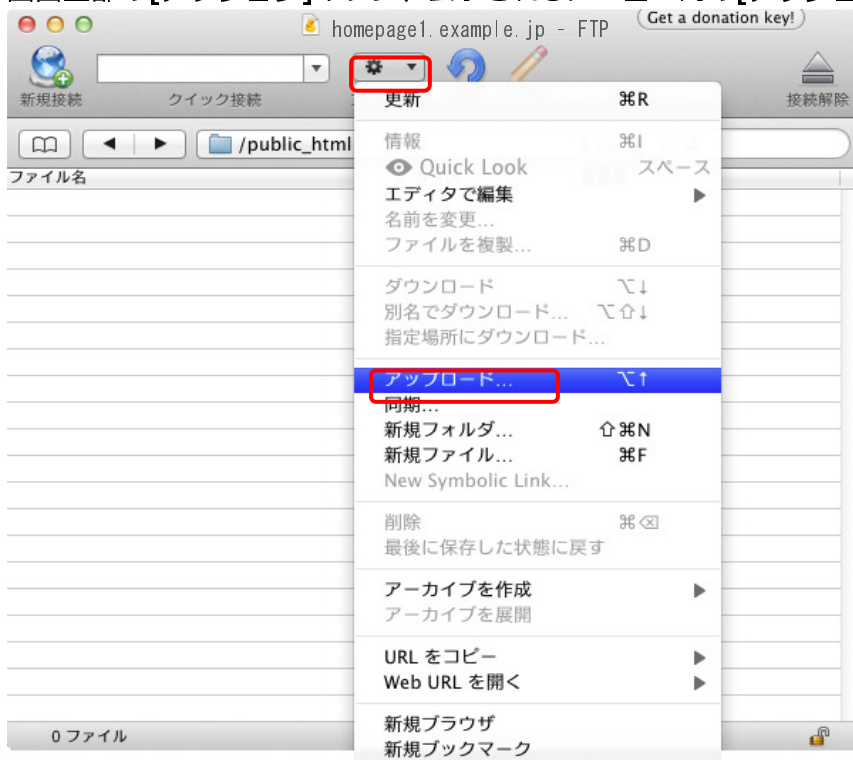 homepage1.example.jp - FTP
Get a donation key!
新規接続
クイック接続
接続解除
/public_html
ファイル名
更新 ⌘R
情報 ⌘I
Quick Look スペース
エディタで編集 ▶
名前を変更...
ファイルを複製... ⌘D
ダウンロード ⌥↓
別名でダウンロード... ⌥⇧↓
指定場所にダウンロード...
アップロード... ⌥↑
同期...
新規フォルダ... ⇧⌘N
新規ファイル... ⌘F
New Symbolic Link...
削除 ⌘⌫
最後に保存した状態に戻す
アーカイブを作成 ▶
アーカイブを展開
URL をコピー ▶
Web URL を開く ▶
新規ブラウザ
新規ブックマーク
0 ファイル